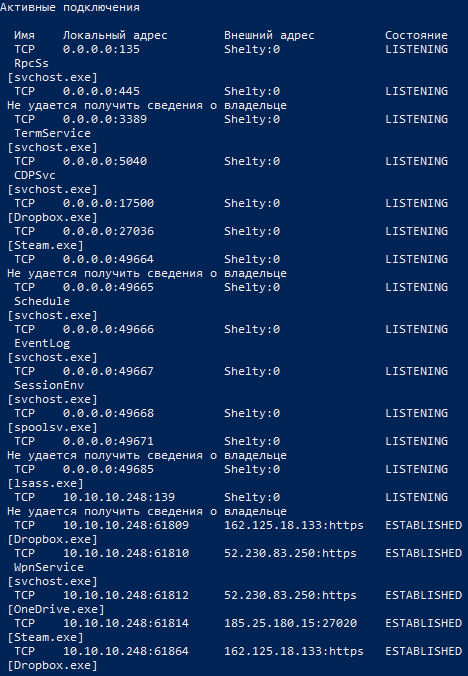 Активные подключения
Имя Локальный адрес Внешний адрес Состояние
TCP 0.0.0.0:135 Shelty:0 LISTENING
RpcSs
[svchost.exe]
TCP 0.0.0.0:445 Shelty:0 LISTENING
Не удается получить сведения о владельце
TCP 0.0.0.0:3389 Shelty:0 LISTENING
TermService
[svchost.exe]
TCP 0.0.0.0:5040 Shelty:0 LISTENING
CDPSvc
[svchost.exe]
TCP 0.0.0.0:17500 Shelty:0 LISTENING
[Dropbox.exe]
TCP 0.0.0.0:27036 Shelty:0 LISTENING
[Steam.exe]
TCP 0.0.0.0:49664 Shelty:0 LISTENING
Не удается получить сведения о владельце
TCP 0.0.0.0:49665 Shelty:0 LISTENING
Schedule
[svchost.exe]
TCP 0.0.0.0:49666 Shelty:0 LISTENING
EventLog
[svchost.exe]
TCP 0.0.0.0:49667 Shelty:0 LISTENING
SessionEnv
[svchost.exe]
TCP 0.0.0.0:49668 Shelty:0 LISTENING
[spoolsv.exe]
TCP 0.0.0.0:49671 Shelty:0 LISTENING
Не удается получить сведения о владельце
TCP 0.0.0.0:49685 Shelty:0 LISTENING
[lsass.exe]
TCP 10.10.10.248:139 Shelty:0 LISTENING
Не удается получить сведения о владельце
TCP 10.10.10.248:61809 162.125.18.133:https ESTABLISHED
[Dropbox.exe]
TCP 10.10.10.248:61810 52.230.83.250:https ESTABLISHED
WpnService
[svchost.exe]
TCP 10.10.10.248:61812 52.230.83.250:https ESTABLISHED
[OneDrive.exe]
TCP 10.10.10.248:61814 185.25.180.15:27020 ESTABLISHED
[Steam.exe]
TCP 10.10.10.248:61864 162.125.18.133:https ESTABLISHED
[Dropbox.exe]